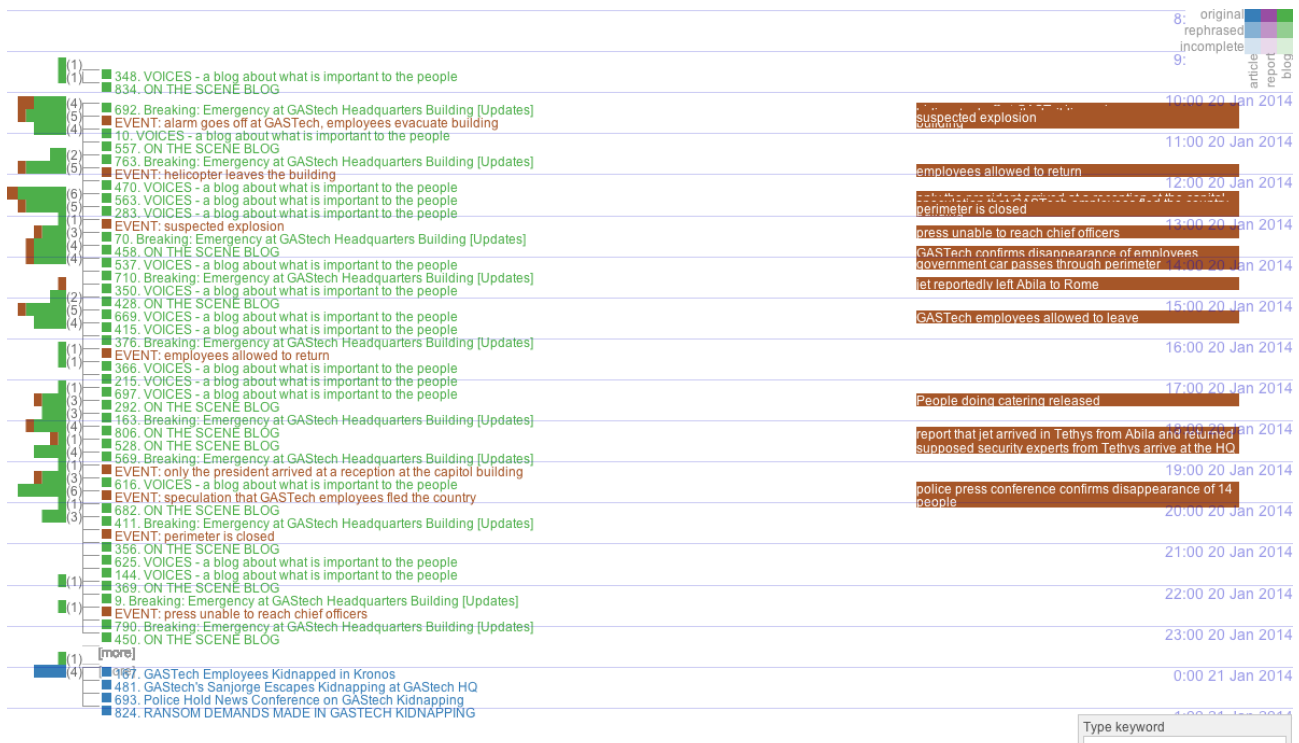 8:
original
rephrased
incomplete
article
report
blog
9:
(1)
(1)
348. VOICES - a blog about what is important to the people
834. ON THE SCENE BLOG
10:00 20 Jan 2014
(4)
692. Breaking: Emergency at GAStech Headquarters Building [Updates]
suspected explosion
building
(5)
EVENT: alarm goes off at GASTech, employees evacuate building
(4)
10. VOICES - a blog about what is important to the people
11:00 20 Jan 2014
557. ON THE SCENE BLOG
(2)
763. Breaking: Emergency at GAStech Headquarters Building [Updates]
(5)
EVENT: helicopter leaves the building
employees allowed to return
12:00 20 Jan 2014
470. VOICES - a blog about what is important to the people
(6)
563. VOICES - a blog about what is important to the people
only the president arrived at a reception at the capitol
speculation that GASTech employees fled the country
(5)
283. VOICES - a blog about what is important to the people
perimeter is closed
(1)
EVENT: suspected explosion
13:00 20 Jan 2014
(3)
70. Breaking: Emergency at GAStech Headquarters Building [Updates]
press unable to reach chief officers
(4)
458. ON THE SCENE BLOG
GASTech confirms disappearance of employees
(4)
537. VOICES - a blog about what is important to the people
government car passes through perimeter
14:00 20 Jan 2014
710. Breaking: Emergency at GAStech Headquarters Building [Updates]
jet reportedly left Abila to Rome
350. VOICES - a blog about what is important to the people
(2)
428. ON THE SCENE BLOG
15:00 20 Jan 2014
(5)
669. VOICES - a blog about what is important to the people
GASTech employees allowed to leave
(4)
415. VOICES - a blog about what is important to the people
376. Breaking: Emergency at GAStech Headquarters Building [Updates]
16:00 20 Jan 2014
(1)
EVENT: employees allowed to return
(1)
366. VOICES - a blog about what is important to the people
215. VOICES - a blog about what is important to the people
17:00 20 Jan 2014
(1)
697. VOICES - a blog about what is important to the people
(3)
292. ON THE SCENE BLOG
People doing catering released
(3)
163. Breaking: Emergency at GAStech Headquarters Building [Updates]
(4)
806. ON THE SCENE BLOG
18:00 20 Jan 2014
report that jet arrived in Tethys from Abila and returned
(1)
528. ON THE SCENE BLOG
supposed security experts from Tethys arrive at the HQ
(4)
569. Breaking: Emergency at GAStech Headquarters Building [Updates]
(1)
EVENT: only the president arrived at a reception at the capitol building
19:00 20 Jan 2014
(3)
616. VOICES - a blog about what is important to the people
(6)
EVENT: speculation that GASTech employees fled the country
police press conference confirms disappearance of 14
people
(1)
682. ON THE SCENE BLOG
20:00 20 Jan 2014
(3)
411. Breaking: Emergency at GAStech Headquarters Building [Updates]
EVENT: perimeter is closed
356. ON THE SCENE BLOG
21:00 20 Jan 2014
625. VOICES - a blog about what is important to the people
144. VOICES - a blog about what is important to the people
(1)
369. ON THE SCENE BLOG
22:00 20 Jan 2014
9. Breaking: Emergency at GAStech Headquarters Building [Updates]
(1)
EVENT: press unable to reach chief officers
790. Breaking: Emergency at GAStech Headquarters Building [Updates]
23:00 20 Jan 2014
450. ON THE SCENE BLOG
[more]
(1)
[more]
(4)
167. GASTech Employees Kidnapped in Kronos
0:00 21 Jan 2014
481. GAStech's Sanjorge Escapes Kidnapping at GAStech HQ
693. Police Hold News Conference on GAStech Kidnapping
824. RANSOM DEMANDS MADE IN GASTECH KIDNAPPING
1:00 21 Jan 2014
Type keyword